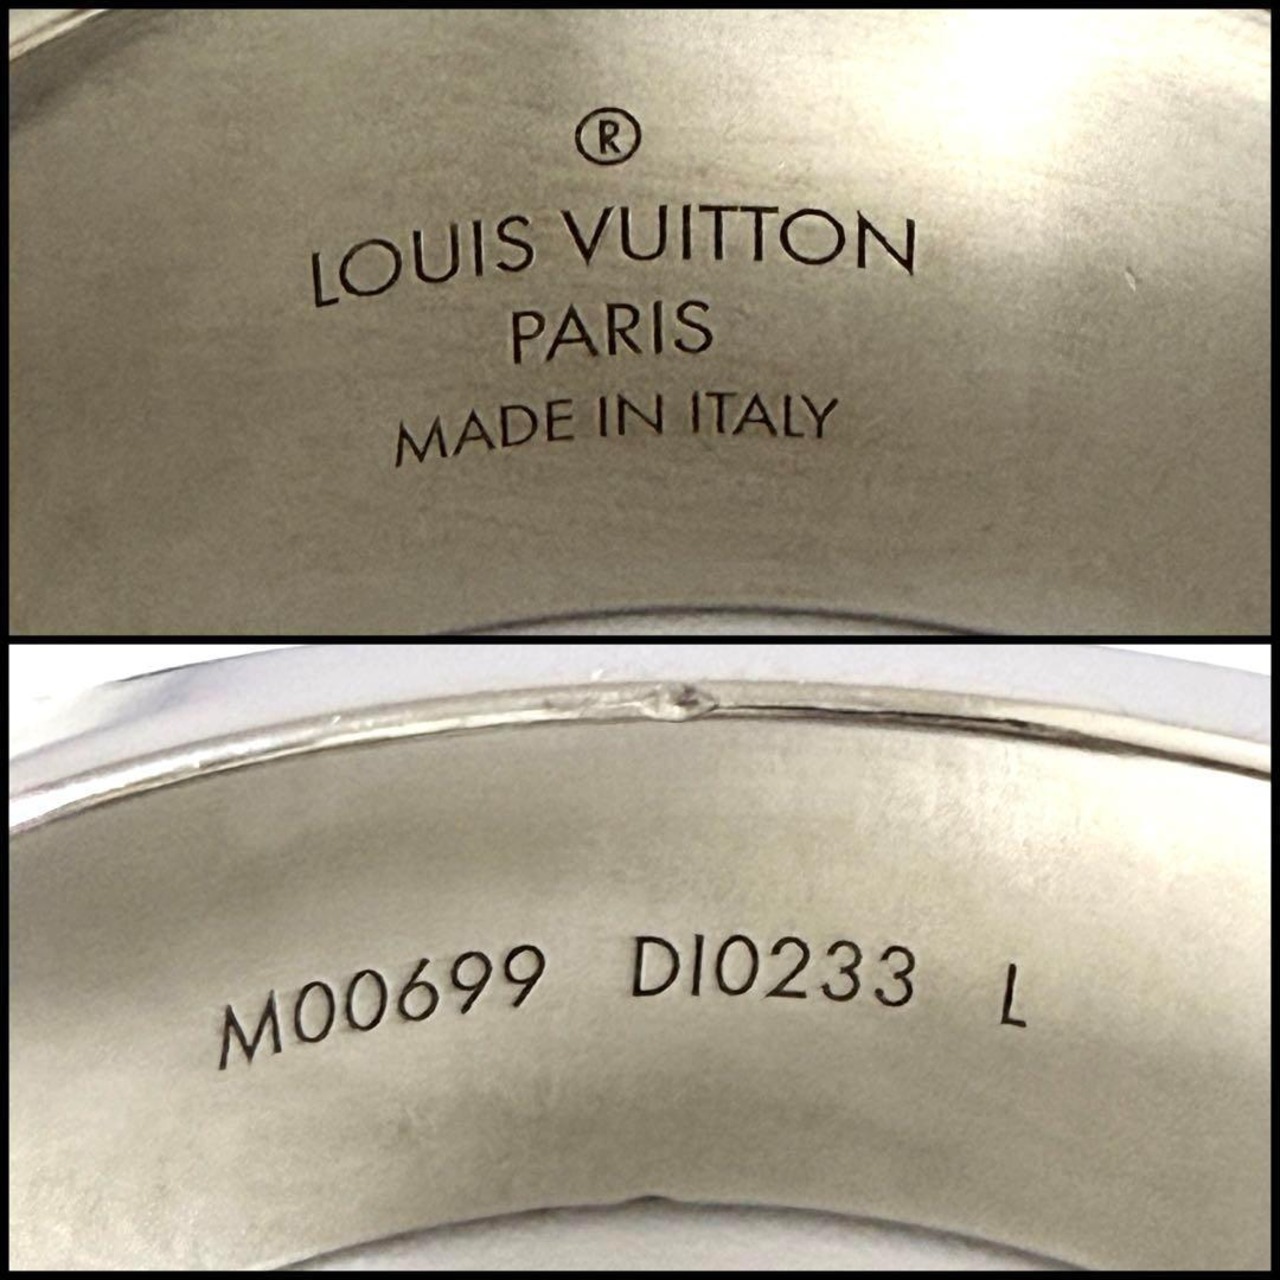 ®
LOUIS VUITTON
PARIS
MADE IN ITALY
M00699 DI0233 L